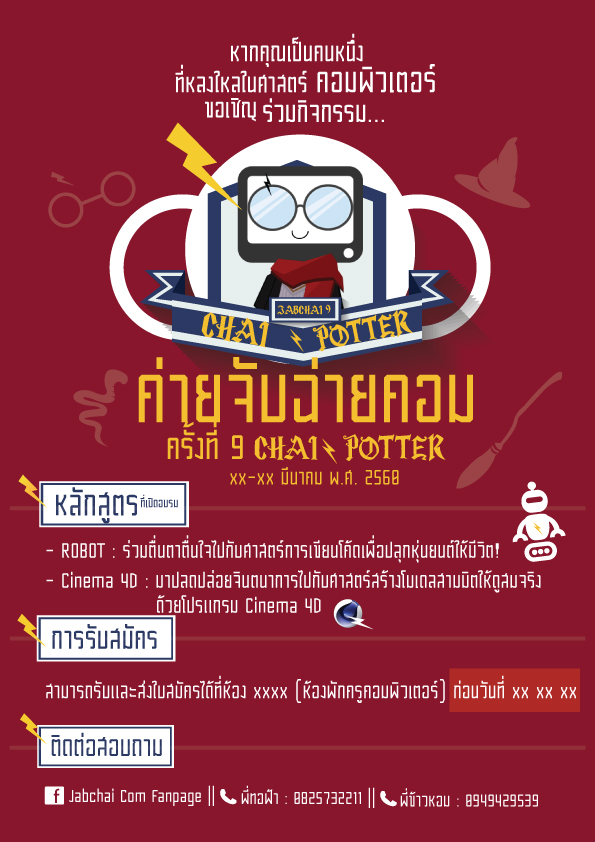 หากคุณเป็นคนหนึ่ง
ที่หลงใหลในศาสตร์ คอมพิวเตอร์
ขอเชิญ ร่วมกิจกรรม...
JABCHAI 9
CHAI POTTER
ค่ายจับฉ่ายคอม
ครั้งที่ 9 CHAI POTTER
xx-xx มีนาคม พ.ศ. 2560
หลักสูตร ที่เปิดอบรม
- ROBOT : ร่วมตื่นตาตื่นใจไปกับศาสตร์การเขียนโค๊ดเพื่อปลุกหุ่นยนต์ให้มีชีวิต!
- Cinema 4D : มาปลดปล่อยจินตนาการไปกับศาสตร์สร้างโมเดลสามมิตให้ดูสมจริง
ด้วยโปรแกรม Cinema 4D
การรับสมัคร
สามารถรับและส่งใบสมัครได้ที่ห้อง xxxx (ห้องพักครูคอมพิวเตอร์) ก่อนวันที่ xx xx xx
ติดต่อสอบถาม
Jabchai Com Fanpage || พี่ทอฟ้า : 0825732211 || พี่ข้าวหอม : 0949429539